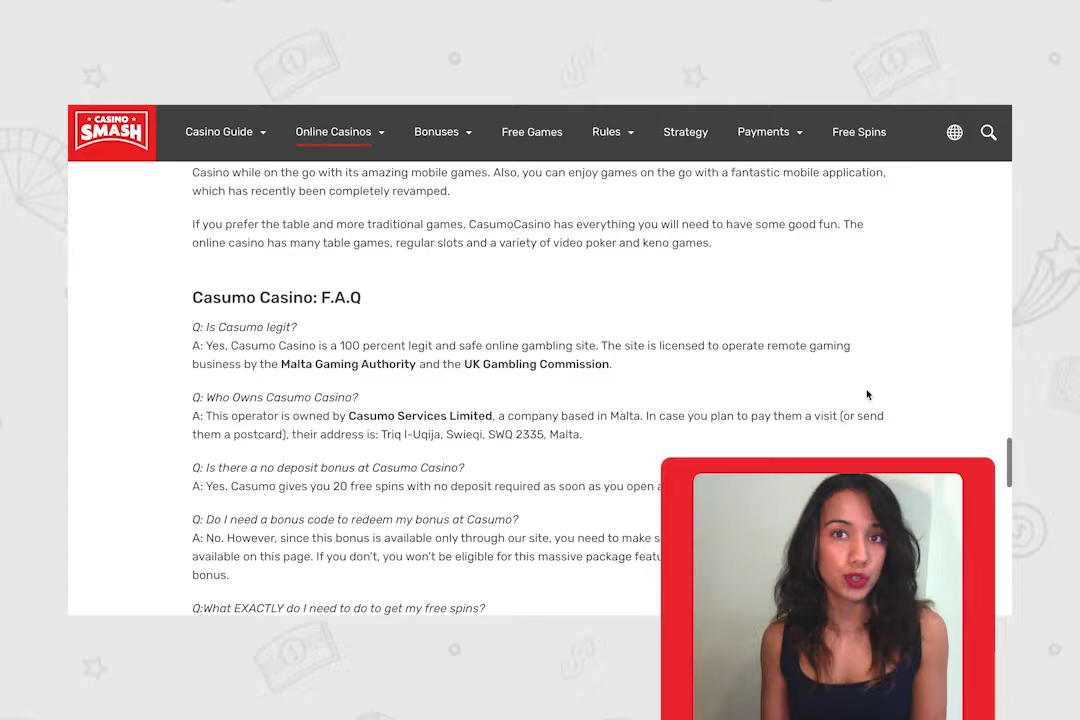 CASINO
SMASH
Casino Guide
Online Casinos
Bonuses
Free Games
Rules
Strategy
Payments
Free Spins
Casino while on the go with its amazing mobile games. Also, you can enjoy games on the go with a fantastic mobile application,
which has recently been completely revamped.
If you prefer the table and more traditional games, CasumoCasino has everything you will need to have some good fun. The
online casino has many table games, regular slots and a variety of video poker and keno games.
Casumo Casino: F.A.Q
Q: Is Casumo legit?
A: Yes, Casumo Casino is a 100 percent legit and safe online gambling site. The site is licensed to operate remote gaming
business by the Malta Gaming Authority and the UK Gambling Commission.
Q: Who Owns Casumo Casino?
A: This operator is owned by Casumo Services Limited, a company based in Malta. In case you plan to pay them a visit (or send
them a postcard), their address is: Triq l-Uqija, Swieqi, SWQ 2335, Malta.
Q: Is there a no deposit bonus at Casumo Casino?
A: Yes. Casumo gives you 20 free spins with no deposit required as soon as you open a
Q: Do I need a bonus code to redeem my bonus at Casumo?
A: No. However, since this bonus is available only through our site, you need to make s
available on this page. If you don't, you won't be eligible for this massive package featu
bonus.
Q:What EXACTLY do I need to do to get my free spins?